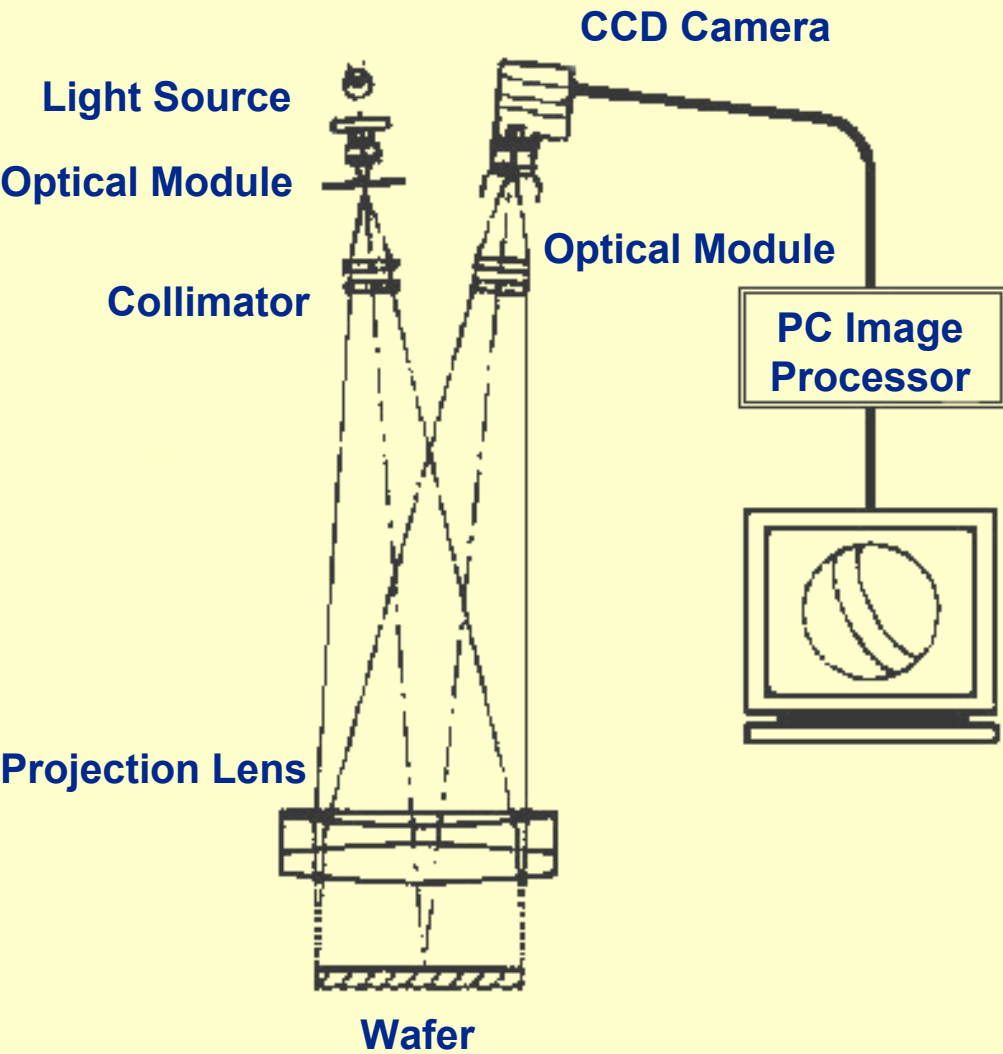 CCD Camera
Light Source
Optical Module
Optical Module
Collimator
PC Image
Processor
Projection Lens
Wafer